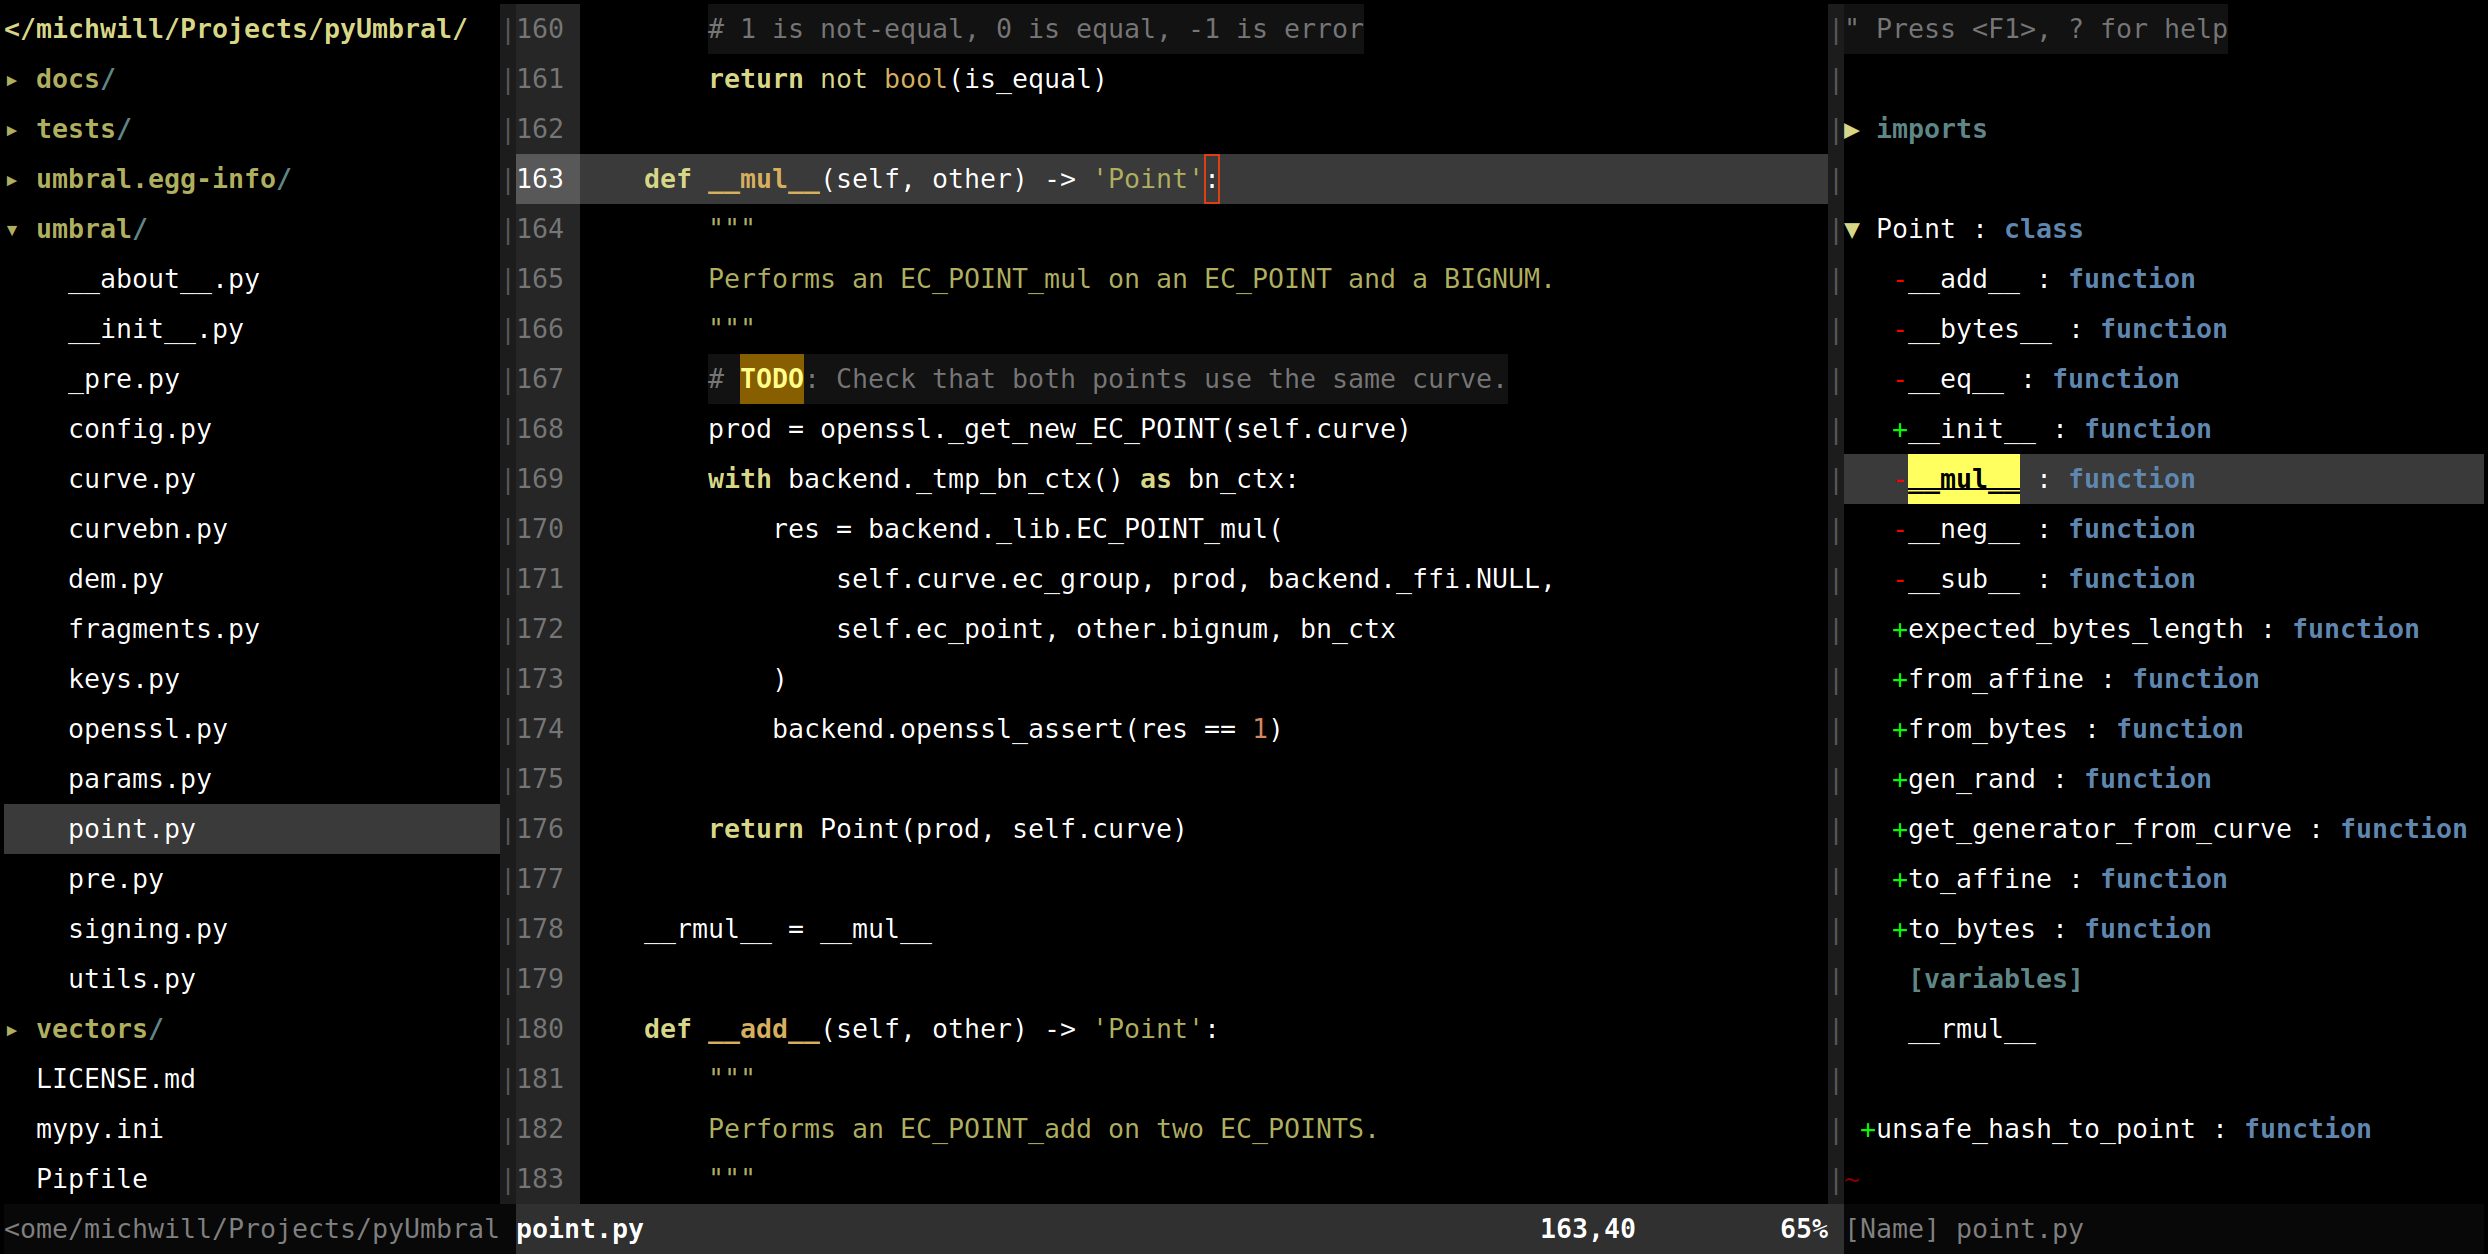 </michwill/Projects/pyUmbral/
▸ docs/
▸ tests/
▸ umbral.egg-info/
▾ umbral/
    __about__.py
    __init__.py
    _pre.py
    config.py
    curve.py
    curvebn.py
    dem.py
    fragments.py
    keys.py
    openssl.py
    params.py
    point.py
    pre.py
    signing.py
    utils.py
▸ vectors/
  LICENSE.md
  mypy.ini
  Pipfile
<ome/michwill/Projects/pyUmbral
160         # 1 is not-equal, 0 is equal, -1 is error
161         return not bool(is_equal)
162
163     def __mul__(self, other) -> 'Point':
164         """
165         Performs an EC_POINT_mul on an EC_POINT and a BIGNUM.
166         """
167         # TODO: Check that both points use the same curve.
168         prod = openssl._get_new_EC_POINT(self.curve)
169         with backend._tmp_bn_ctx() as bn_ctx:
170             res = backend._lib.EC_POINT_mul(
171                 self.curve.ec_group, prod, backend._ffi.NULL,
172                 self.ec_point, other.bignum, bn_ctx
173             )
174             backend.openssl_assert(res == 1)
175
176         return Point(prod, self.curve)
177
178     __rmul__ = __mul__
179
180     def __add__(self, other) -> 'Point':
181         """
182         Performs an EC_POINT_add on two EC_POINTS.
183         """
point.py 163,40 65%
" Press <F1>, ? for help
▶ imports
▼ Point : class
   -__add__ : function
   -__bytes__ : function
   -__eq__ : function
   +__init__ : function
   -__mul__ : function
   -__neg__ : function
   -__sub__ : function
   +expected_bytes_length : function
   +from_affine : function
   +from_bytes : function
   +gen_rand : function
   +get_generator_from_curve : function
   +to_affine : function
   +to_bytes : function
    [variables]
    __rmul__
 +unsafe_hash_to_point : function
~
[Name] point.py